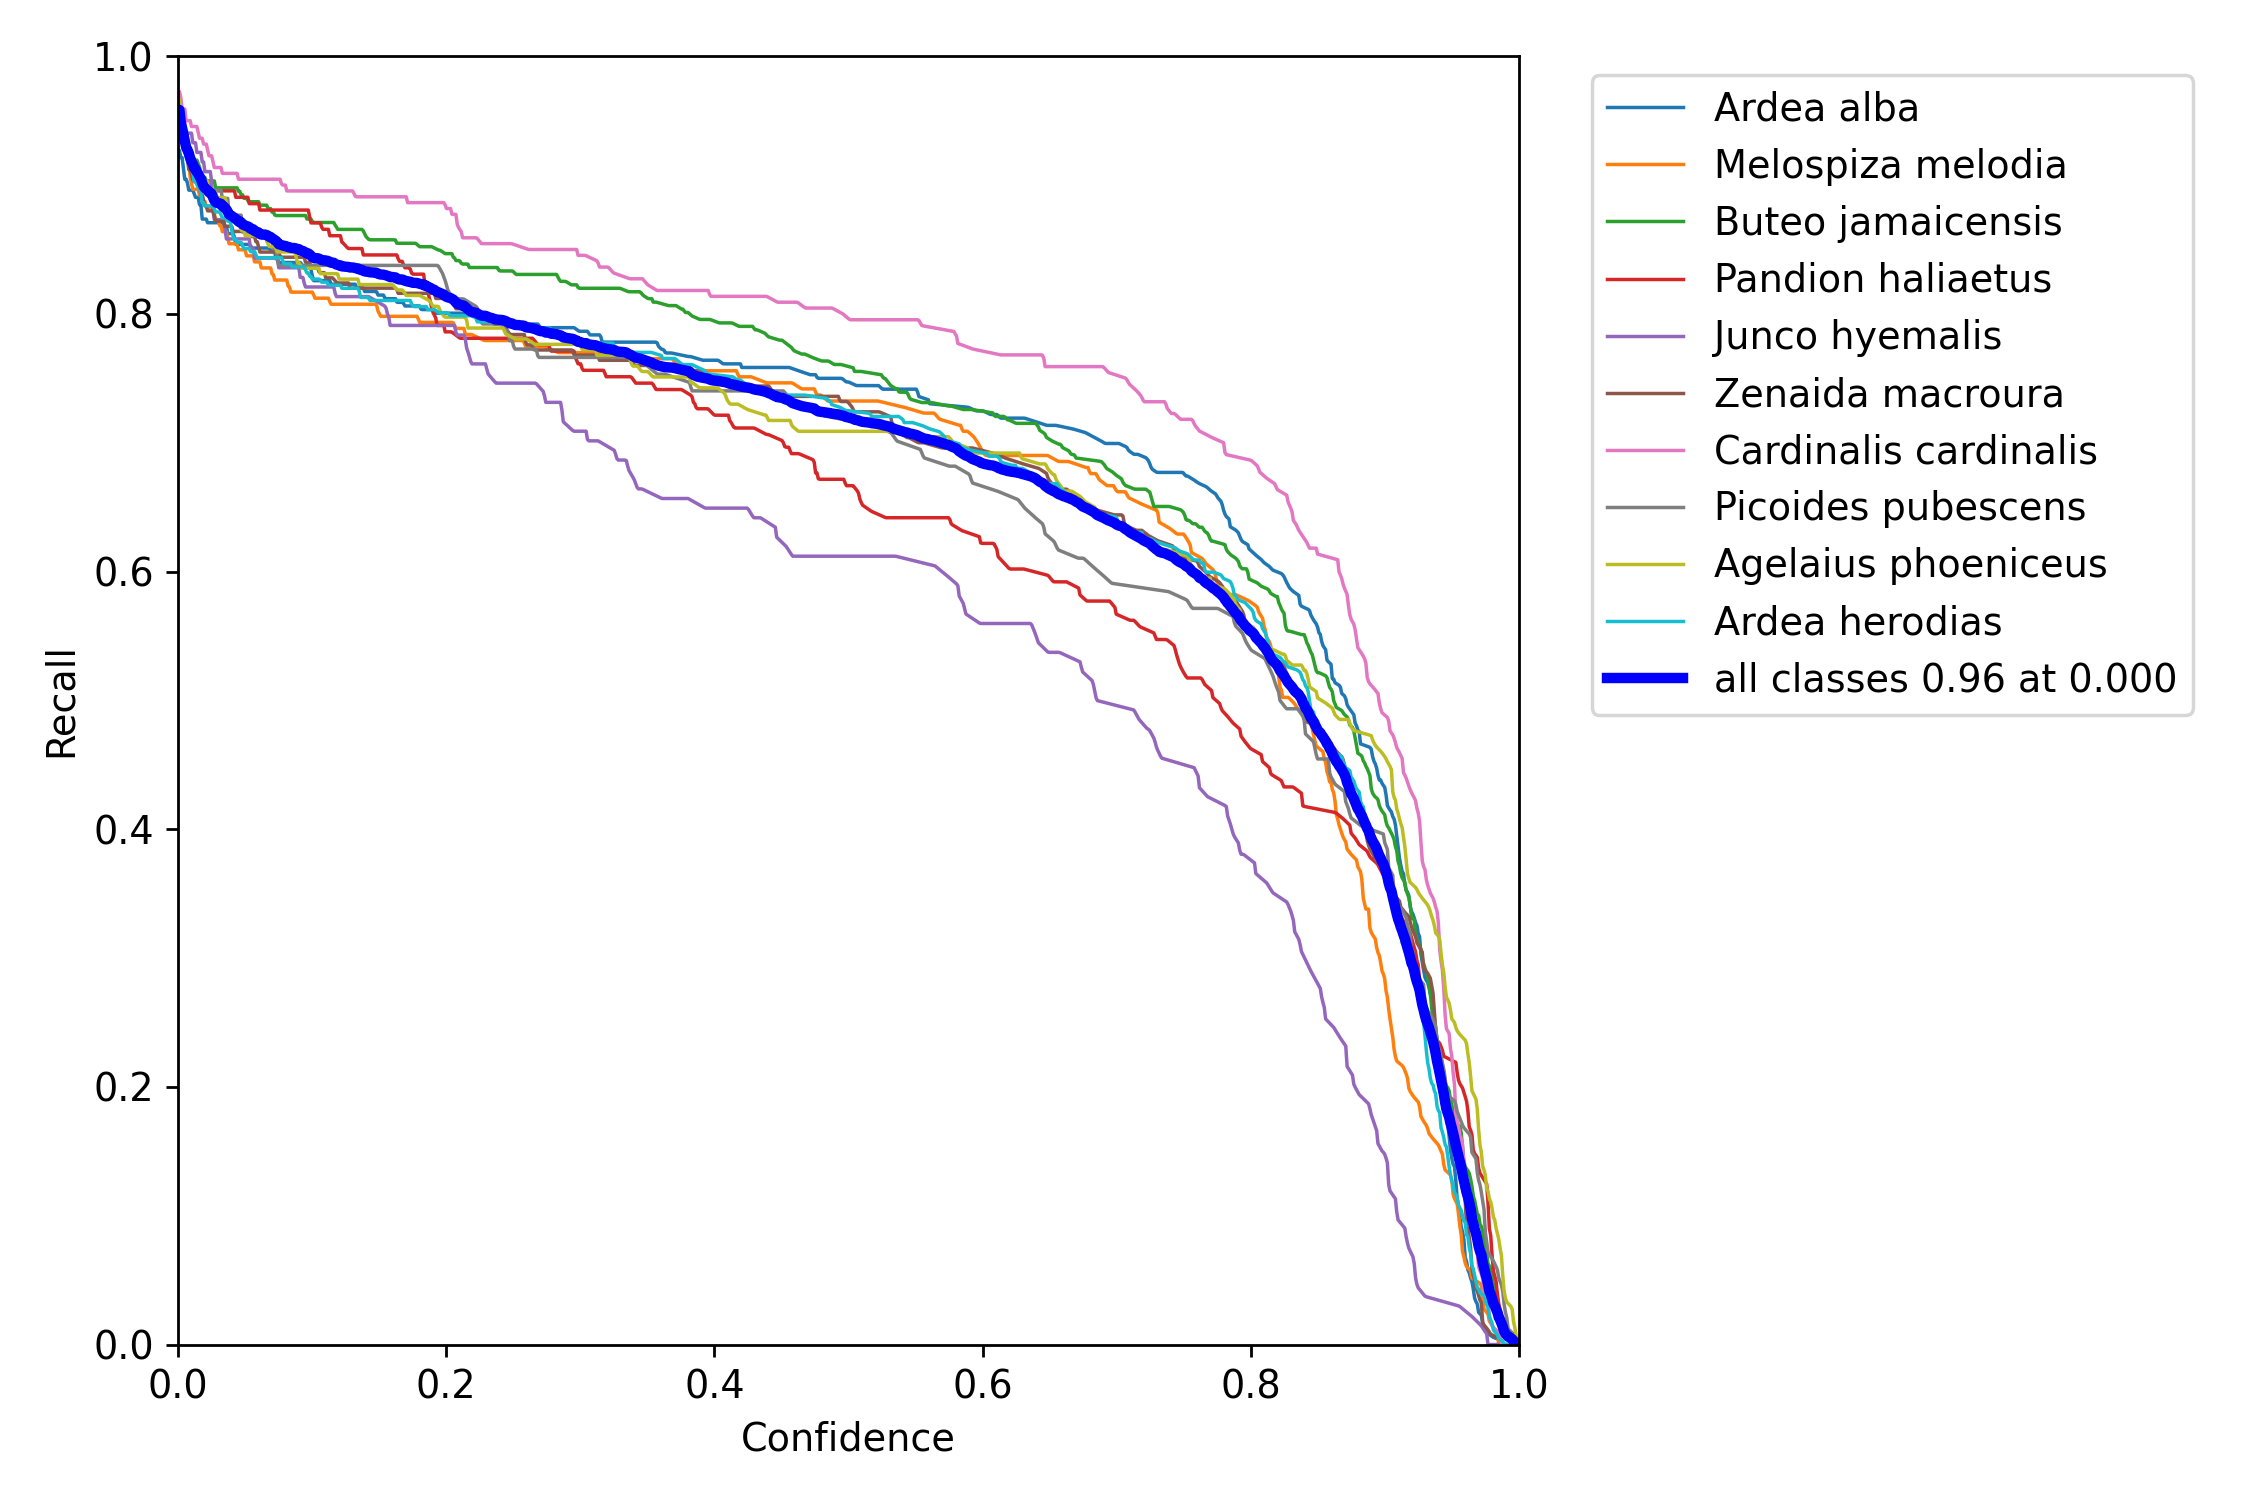 1.0
0.8
0.6
0.4
0.2
0.0
Recall
0.0 0.2 0.4 0.6 0.8 1.0
Confidence
Ardea alba
Melospiza melodia
Buteo jamaicensis
Pandion haliaetus
Junco hyemalis
Zenaida macroura
Cardinalis cardinalis
Picoides pubescens
Agelaius phoeniceus
Ardea herodias
all classes 0.96 at 0.000